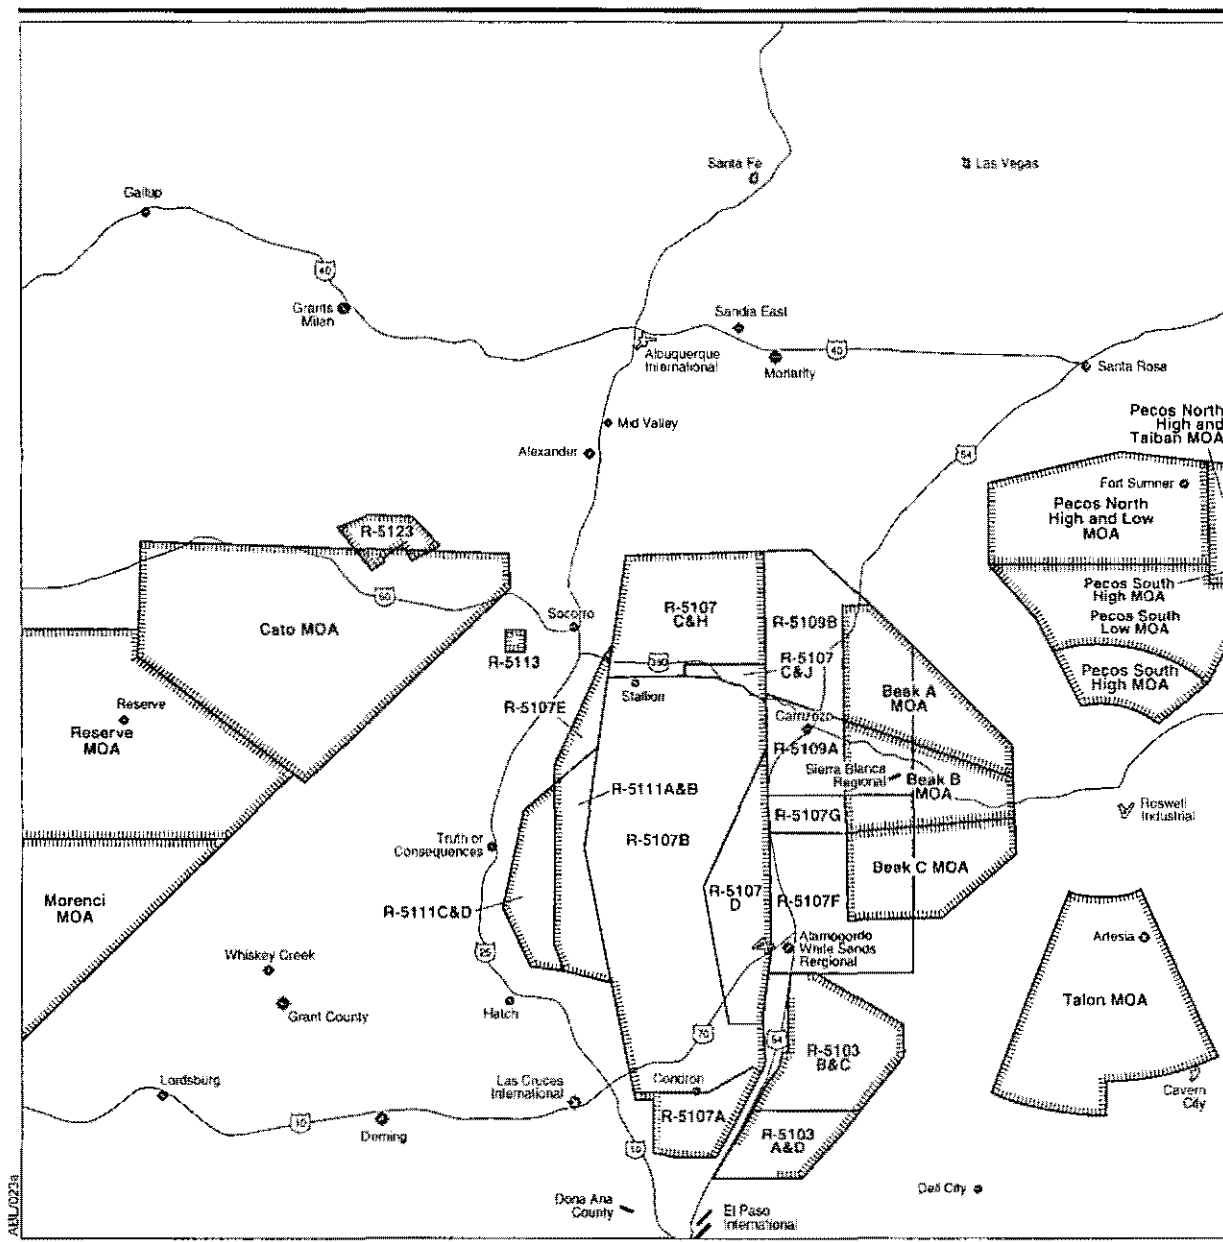 Santa Fe
Las Vegas
Gallup
40
Grants
Milan
Sandia East
Albuquerque
International
Moriarity
40
Santa Rosa
Mid Valley
Alexander
54
Pecos North
High and
Taiban MOA
Fort Sumner
Pecos North
High and Low
MOA
R-5123
Pecos South
High MOA
Pecos South
Low MOA
Pecos South
High MOA
60
Cato MOA
Socorro
R-5113
R-5107
C&H
R-5109B
R-5107
C&J
380
Stallion
R-5107E
Beak A
MOA
Carrizozo
R-5109A
Sierra Blanca
Regional
Beak B
MOA
Reserve
Reserve
MOA
R-5111A&B
R-5107B
R-5107G
Roswell
Industrial
Truth or
Consequences
Beak C MOA
Morenci
MOA
R-5111C&D
R-5107
D
R-5107F
Alamogordo
White Sands
Rergional
Artesia
Talon MOA
25
Whiskey Creek
Grant County
Hatch
70
54
R-5103
B&C
Lordsburg
Las Cruces
International
Condron
Cavern
City
10
Deming
R-5107A
R-5103
A&D
10
Dell City
Dona Ana
County
El Paso
International
ABL/023a